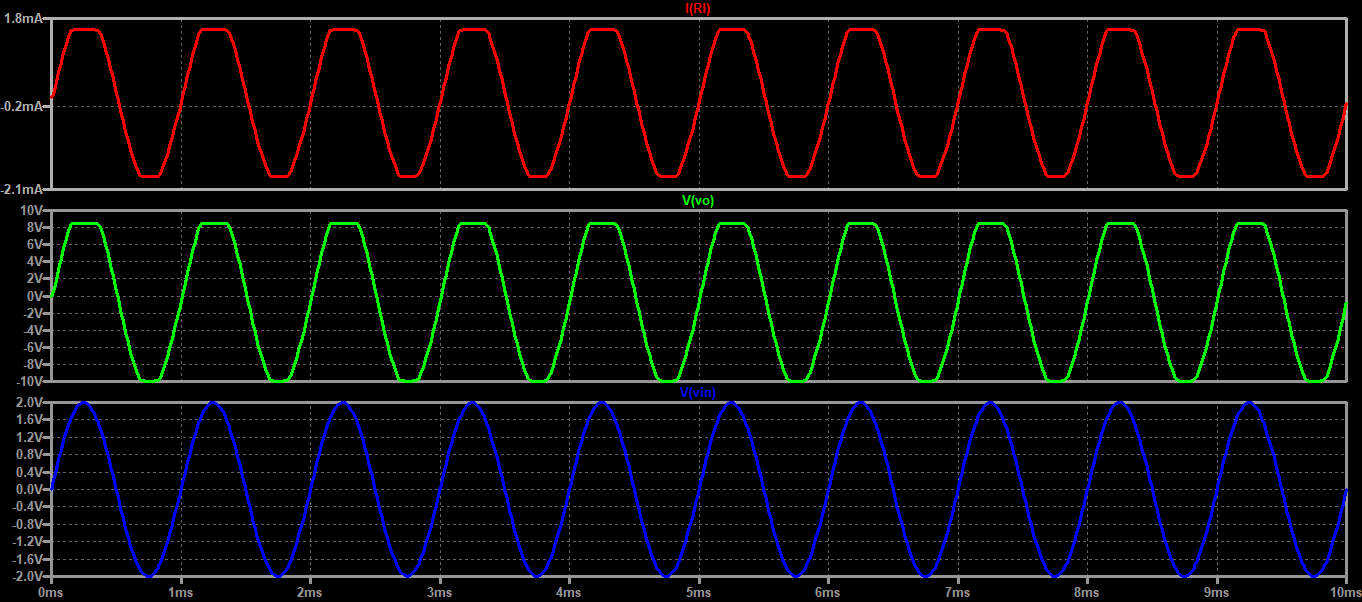 I(Rl)
1.8mA
-0.2mA
-2.1mA
V(vo)
10V
8V
6V
4V
2V
0V
-2V
-4V
-6V
-8V
-10V
V(vin)
2.0V
1.6V
1.2V
0.8V
0.4V
0.0V
-0.4V
-0.8V
-1.2V
-1.6V
-2.0V
0ms 1ms 2ms 3ms 4ms 5ms 6ms 7ms 8ms 9ms 10ms